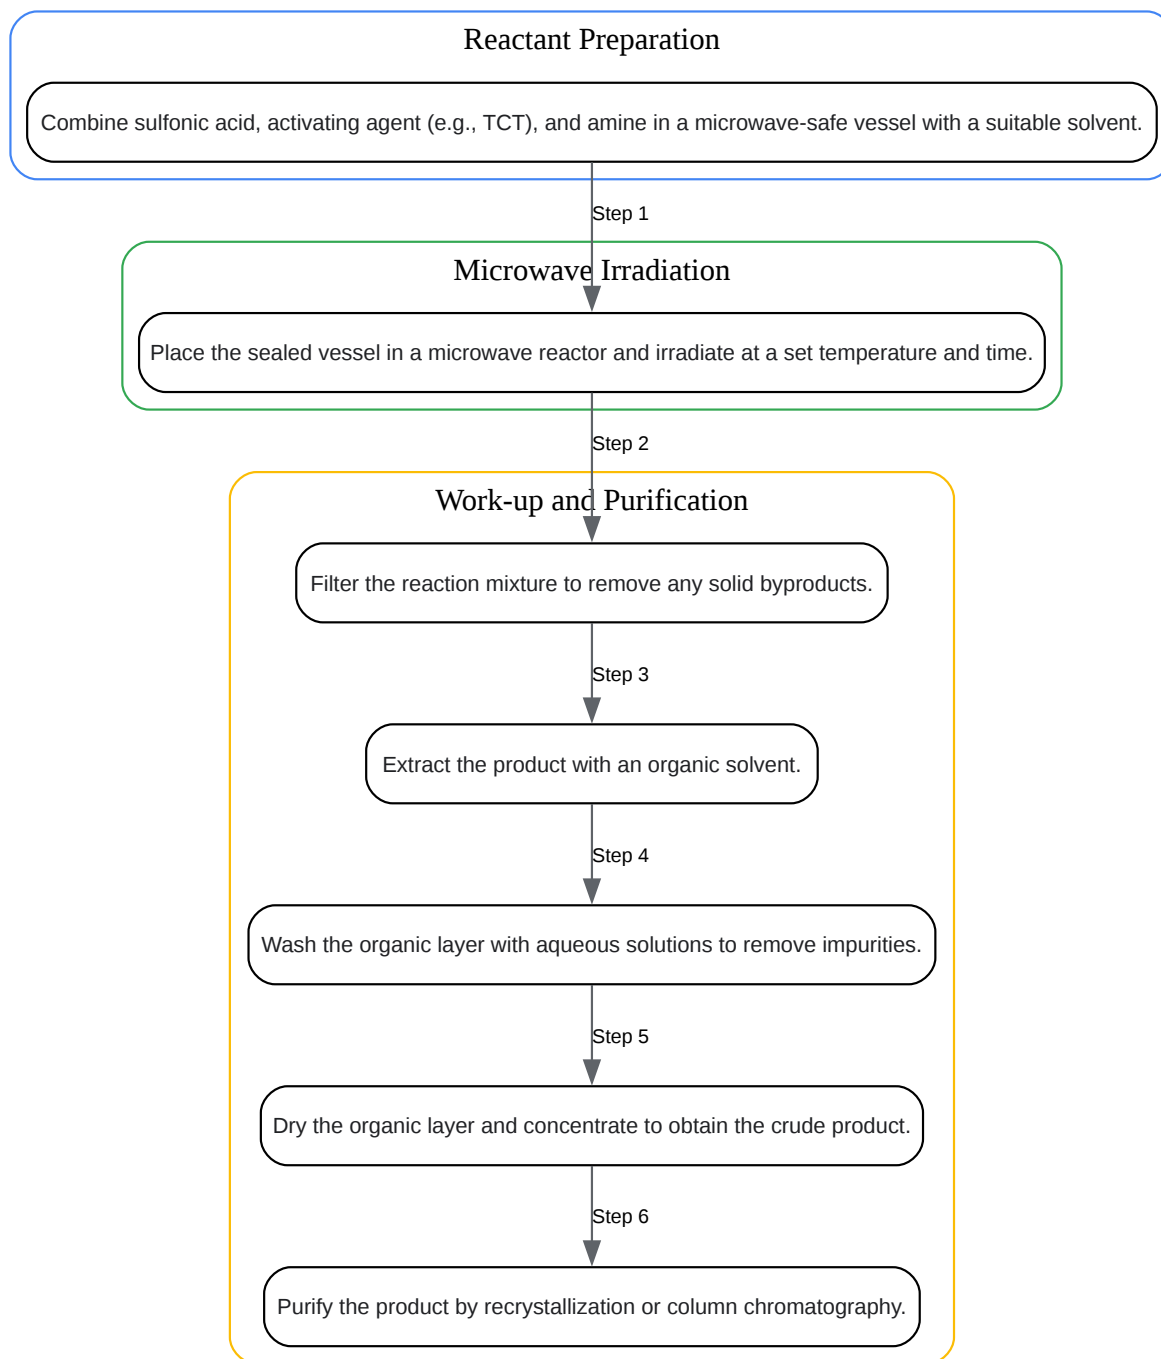 Reactant Preparation
Combine sulfonic acid, activating agent (e.g., TCT), and amine in a microwave-safe vessel with a suitable solvent.
Step 1
Microwave Irradiation
Place the sealed vessel in a microwave reactor and irradiate at a set temperature and time.
Step 2
Work-up and Purification
Filter the reaction mixture to remove any solid byproducts.
Step 3
Extract the product with an organic solvent.
Step 4
Wash the organic layer with aqueous solutions to remove impurities.
Step 5
Dry the organic layer and concentrate to obtain the crude product.
Step 6
Purify the product by recrystallization or column chromatography.